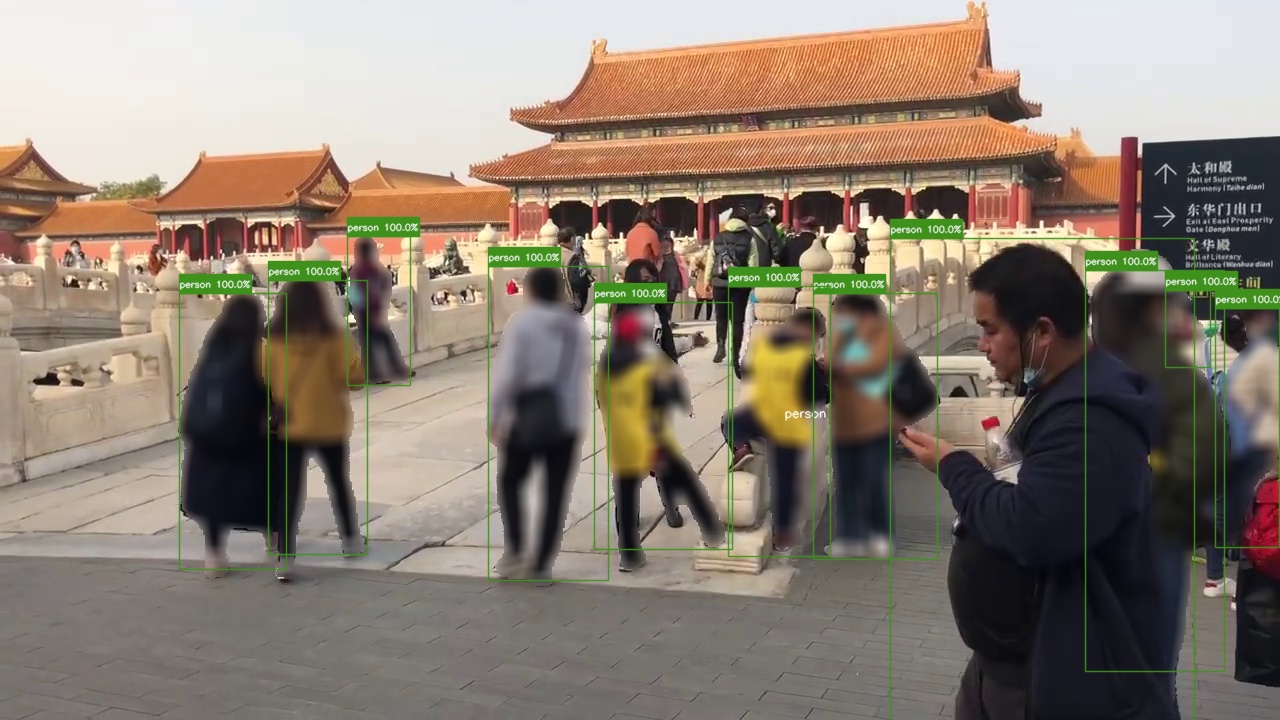 person 100.0%
person 100.0%
person 100.0%
person 100.0%
person 100.0%
person 100.0%
person 100.0%
person 100.0%
person 100.0%
person 100.0%
person 100.0
person
太和殿
Hall of Supreme
Harmony (Taihe dian)
东华门出口
Exit at East Prosperity
Gate (Donghua men)
文华殿
Hall of Literary
Brilliance (Wenhua dian)
间